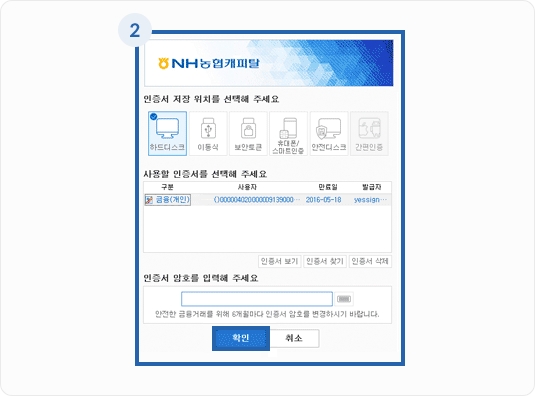 2
NH농협캐피탈
인증서 저장 위치를 선택해 주세요
하드디스크 이동식 보안토큰 휴대폰/스마트인증 안전디스크 간편인증
사용할 인증서를 선택해 주세요
구분 사용자 만료일 발급자
금융(개인) ()000004020000009139000··· 2016-05-18 yessign···
인증서 보기 인증서 찾기 인증서 삭제
인증서 암호를 입력해 주세요
안전한 금융거래를 위해 6개월마다 인증서 암호를 변경하시기 바랍니다.
확인 취소